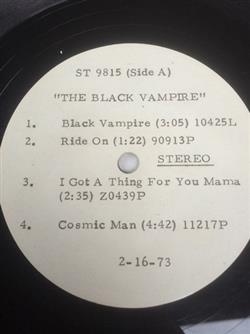 ST 9815 (Side A)
"THE BLACK VAMPIRE"
1. Black Vampire (3:05) 10425L
2. Ride On (1:22) 90913P
STEREO
3. I Got A Thing For You Mama
(2:35) Z0439P
4. Cosmic Man (4:42) 11217P
2-16-73